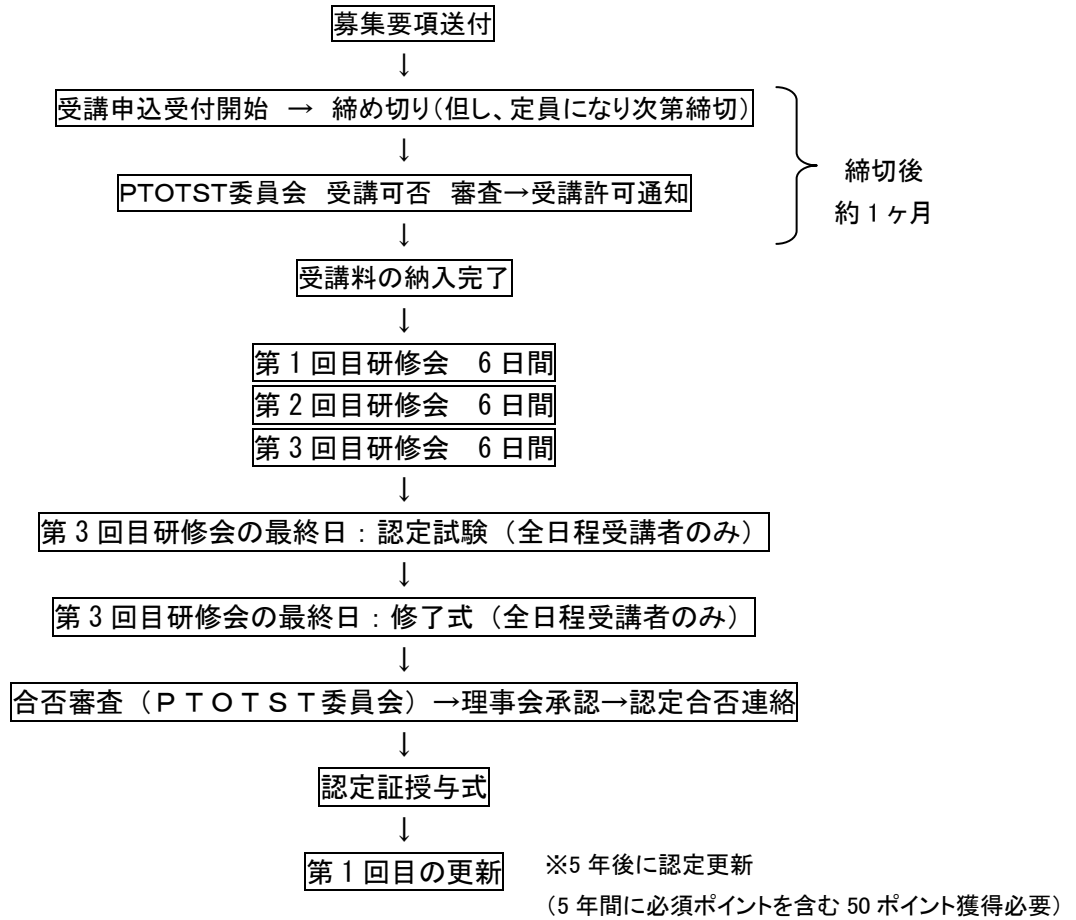 募集要項送付
↓
受講申込受付開始 → 締め切り(但し、定員になり次第締切)
↓
締切後
約1ヶ月
PTOTST委員会 受講可否 審査→受講許可通知
↓
受講料の納入完了
↓
第1回目研修会 6日間
第2回目研修会 6日間
第3回目研修会 6日間
↓
第3回目研修会の最終日:認定試験(全日程受講者のみ)
↓
第3回目研修会の最終日:修了式(全日程受講者のみ)
↓
合否審査(PTOTST委員会)→理事会承認→認定合否連絡
↓
認定証授与式
↓
第1回目の更新
※5年後に認定更新
(5年間に必須ポイントを含む50ポイント獲得必要)